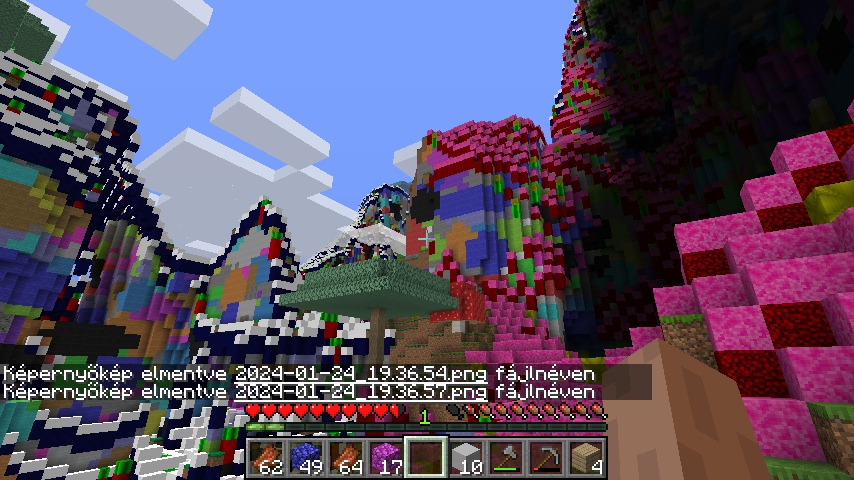 Képernyőkép elmentve 2024-01-24_19.36.54.png fájlnéven
Képernyőkép elmentve 2024-01-24_19.36.57.png fájlnéven
1
62 49 64 17 10 4